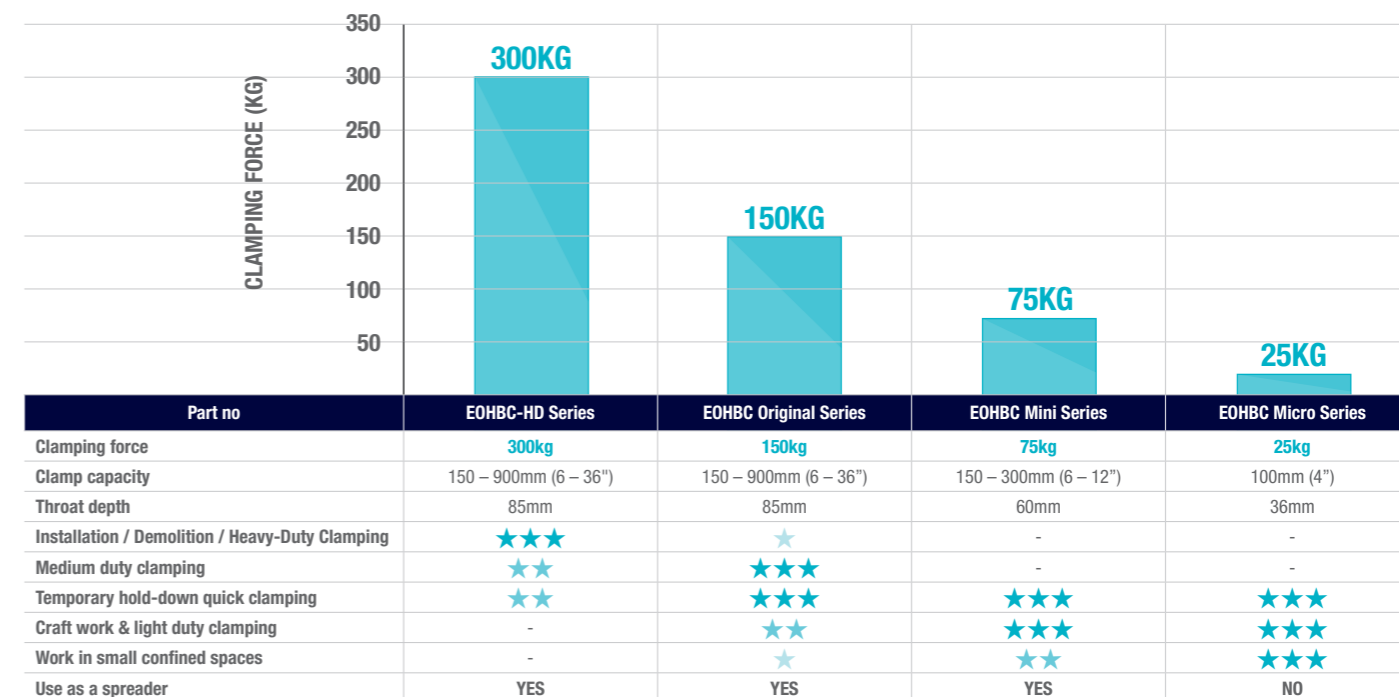 350
300KG
300
CLAMPING FORCE (KG)
250
200
150KG
150
75KG
100
50
25KG
Part no EOHBC-HD Series EOHBC Original Series EOHBC Mini Series EOHBC Micro Series
Clamping force 300kg 150kg 75kg 25kg
Clamp capacity 150 – 900mm (6 – 36") 150 – 900mm (6 – 36”) 150 – 300mm (6 – 12”) 100mm (4”)
Throat depth 85mm 85mm 60mm 36mm
Installation / Demolition / Heavy-Duty Clamping ★★★ ★ - -
Medium duty clamping ★★ ★★★ - -
Temporary hold-down quick clamping ★★ ★★★ ★★★ ★★★
Craft work & light duty clamping - ★★ ★★★ ★★★
Work in small confined spaces - ★ ★★ ★★★
Use as a spreader YES YES YES NO